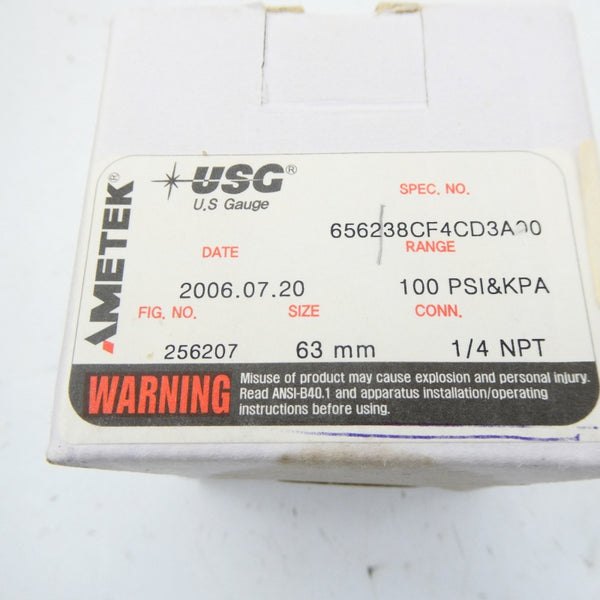 AMETEK®
USG®
U.S Gauge
SPEC. NO.
DATE
RANGE
2006.07.20
100 PSI&KPA
FIG. NO.
SIZE
CONN.
256207
63 mm
1/4 NPT
WARNING
Misuse of product may cause explosion and personal injury.
Read ANSI-B40.1 and apparatus installation/operating
instructions before using.